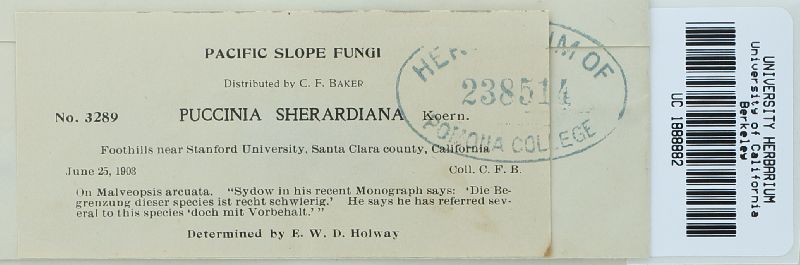 PACIFIC SLOPE FUNGI
Distributed by C. F. BAKER
No. 3289 PUCCINIA SHERARDIANA Koern.
Foothills near Stanford University, Santa Clara county, California
June 25, 1903 Coll. C. F. B.
On Malveopsis arcuata. “Sydow in his recent Monograph says: ‘Die Be-
grenzung dieser species ist recht schwierig.’ He says he has referred sev-
eral to this species ‘doch mit Vorbehalt.’ ”
Determined by E. W. D. Holway
HERBARIUM OF
238514
POMONA COLLEGE
UNIVERSITY HERBARIUM
University of California
Berkeley
UC 1888882